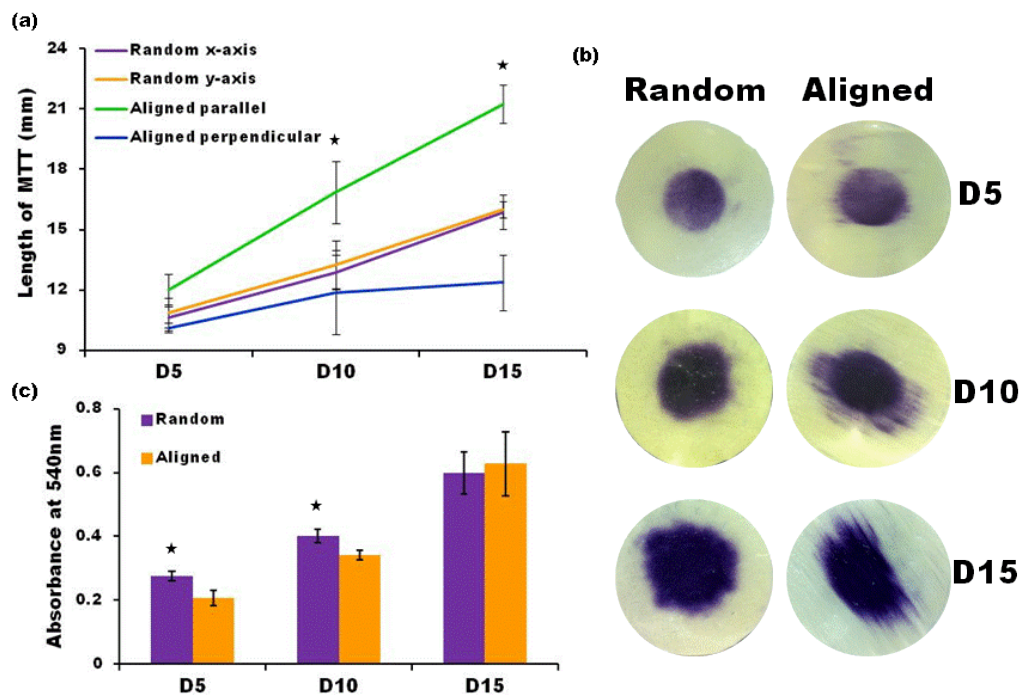 (a)
24
21
18
15
12
9
Length of MTT (mm)
Random x-axis
Random y-axis
Aligned parallel
Aligned perpendicular
D5 D10 D15
(b)
Random Aligned
D5
D10
D15
(c)
0.8
0.6
0.4
0.2
0
Absorbance at 540nm
Random
Aligned
D5 D10 D15